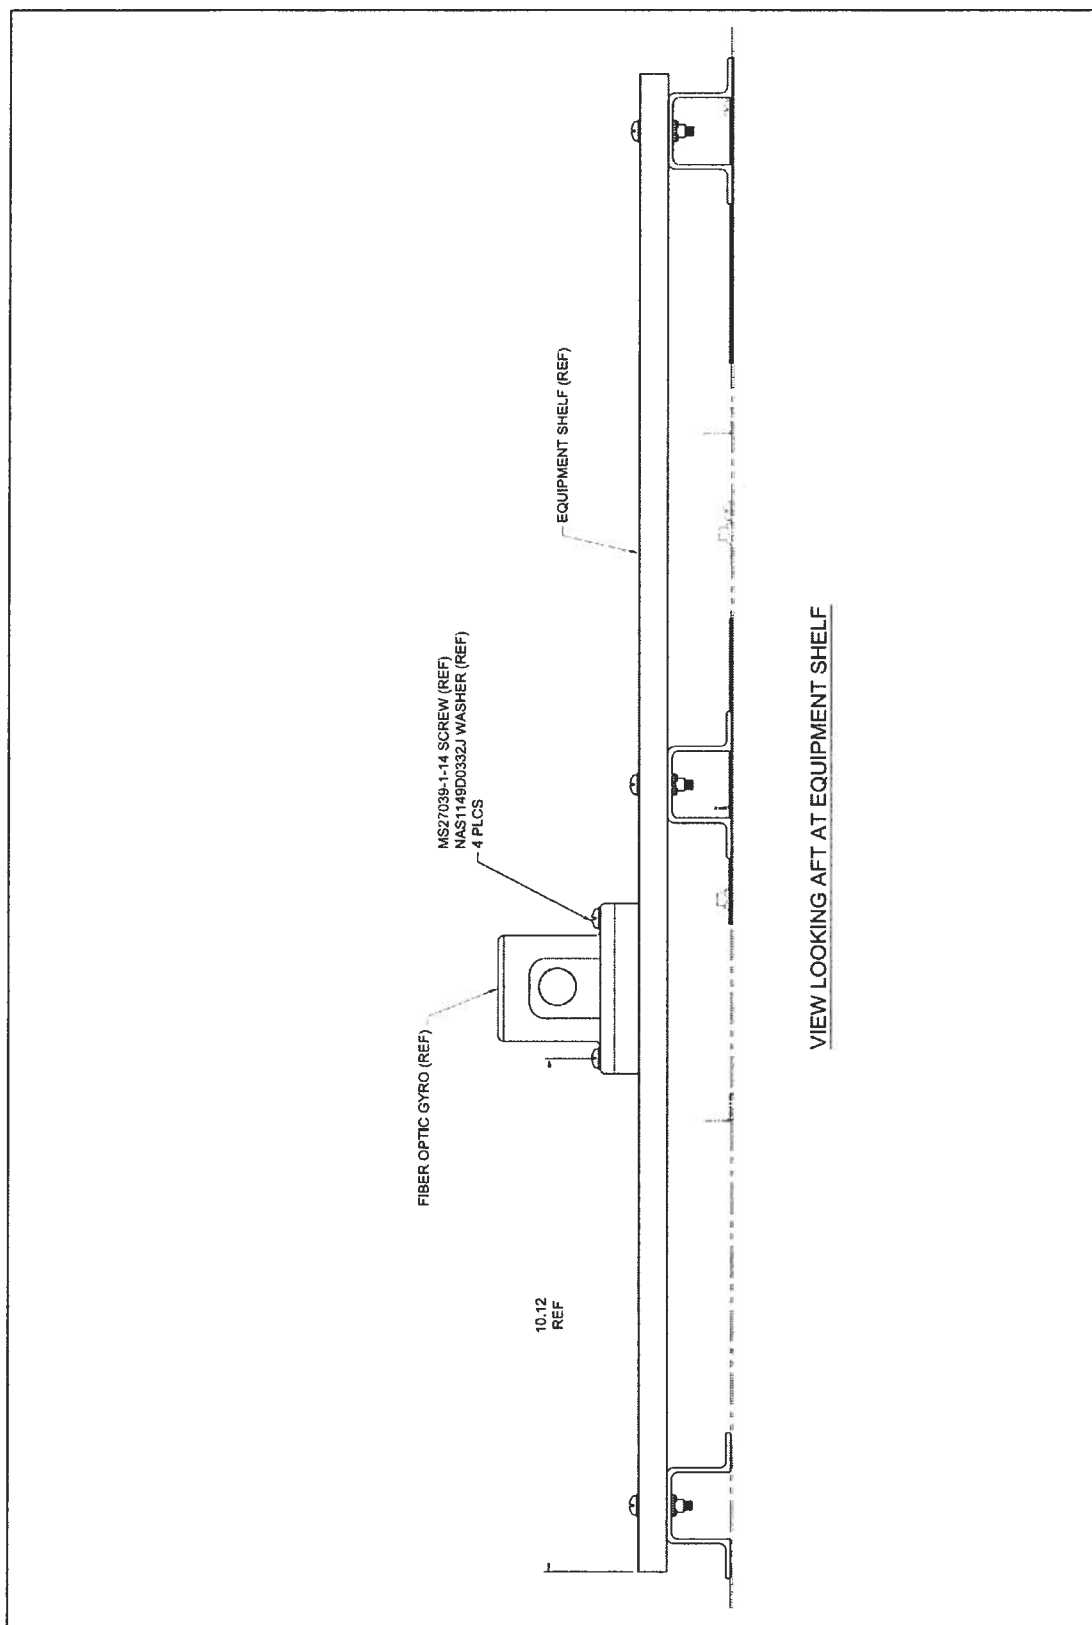 FIBER OPTIC GYRO (REF)
MS27039-1-14 SCREW (REF)
NAS1149D0332J WASHER (REF)
4 PLCS
EQUIPMENT SHELF (REF)
10.12
REF
VIEW LOOKING AFT AT EQUIPMENT SHELF